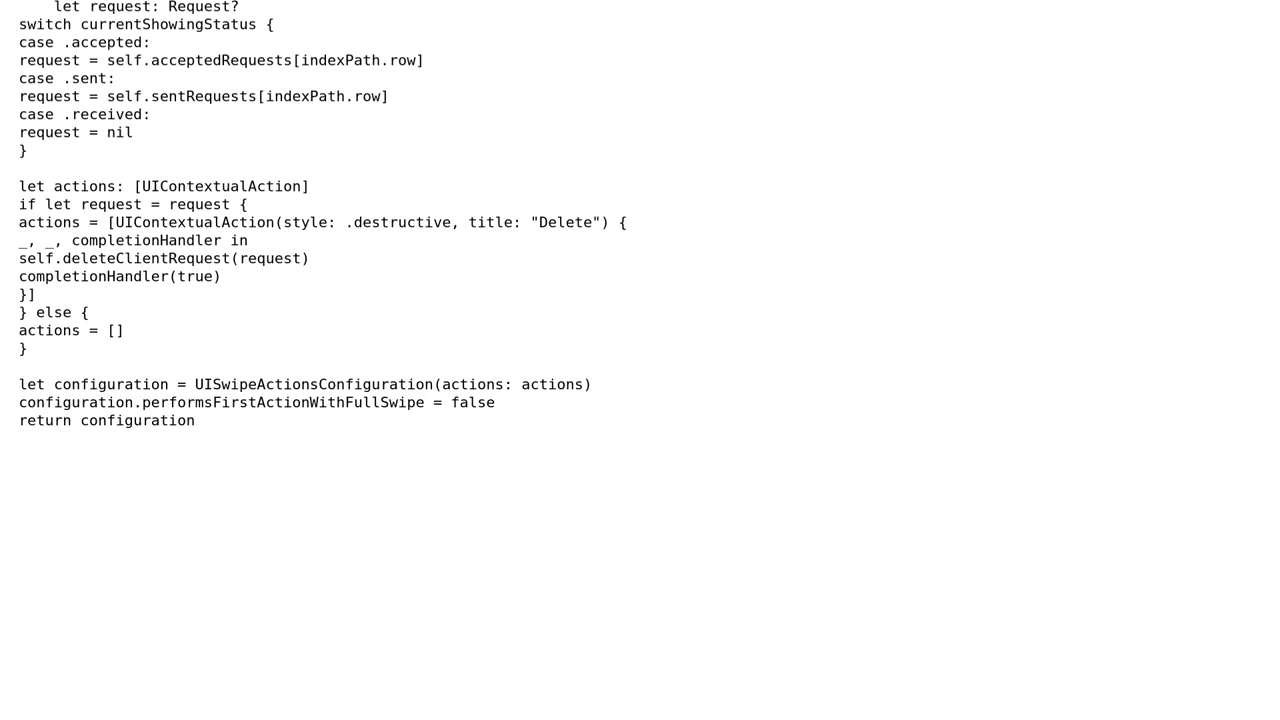 let request: Request?
switch currentShowingStatus {
case .accepted:
request = self.acceptedRequests[indexPath.row]
case .sent:
request = self.sentRequests[indexPath.row]
case .received:
request = nil
}

let actions: [UIContextualAction]
if let request = request {
actions = [UIContextualAction(style: .destructive, title: "Delete") {
_, _, completionHandler in
self.deleteClientRequest(request)
completionHandler(true)
}]
} else {
actions = []
}

let configuration = UISwipeActionsConfiguration(actions: actions)
configuration.performsFirstActionWithFullSwipe = false
return configuration